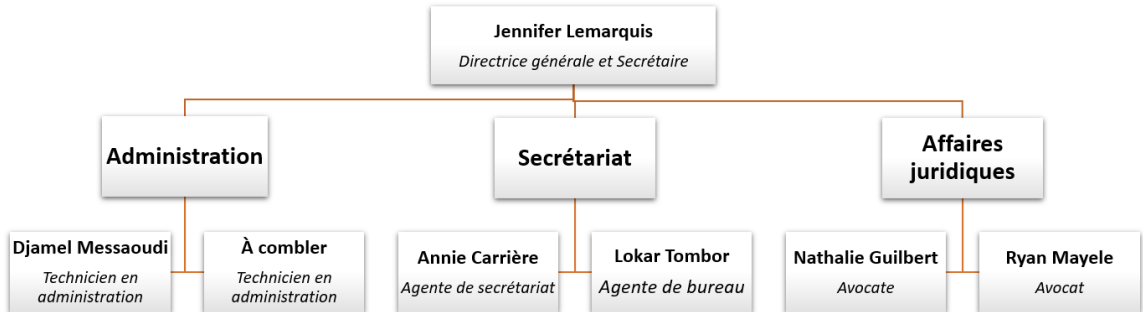 Jennifer Lemarquis
Directrice générale et Secrétaire
Administration
Secrétariat
Affaires
juridiques
Djamel Messaoudi
Technicien en
administration
À combler
Technicien en
administration
Annie Carrière
Agente de secrétariat
Lokar Tombor
Agente de bureau
Nathalie Guilbert
Avocate
Ryan Mayele
Avocat